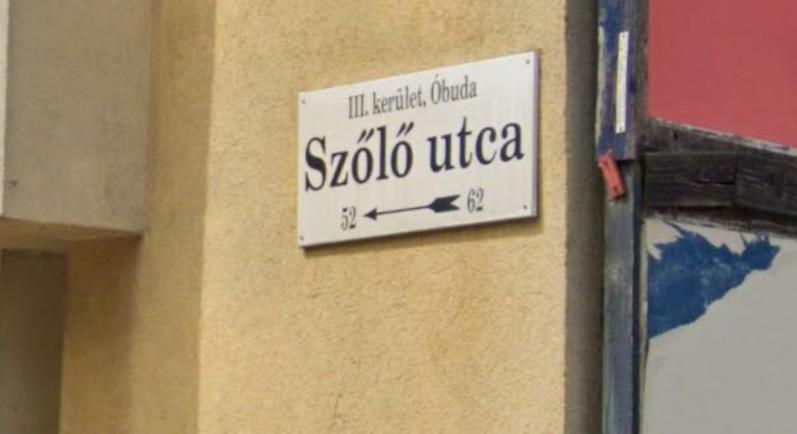 III. kerület, Óbuda
Szőlő utca
52 62